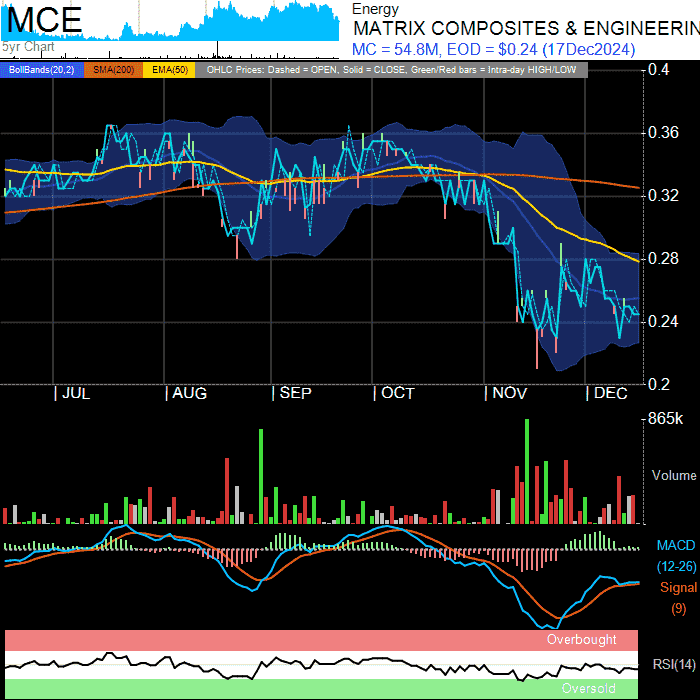 MCE
5yr Chart
Energy
MATRIX COMPOSITES & ENGINEERIN
MC = 54.8M, EOD = $0.24 (17Dec2024)
BollBands(20,2) SMA(200) EMA(50) OHLC Prices: Dashed = OPEN, Solid = CLOSE, Green/Red bars = Intra-day HIGH/LOW
0.4
0.36
0.32
0.28
0.24
0.2
JUL AUG SEP OCT NOV DEC
865k
Volume
MACD
(12-26)
Signal
(9)
Overbought
RSI(14)
Oversold